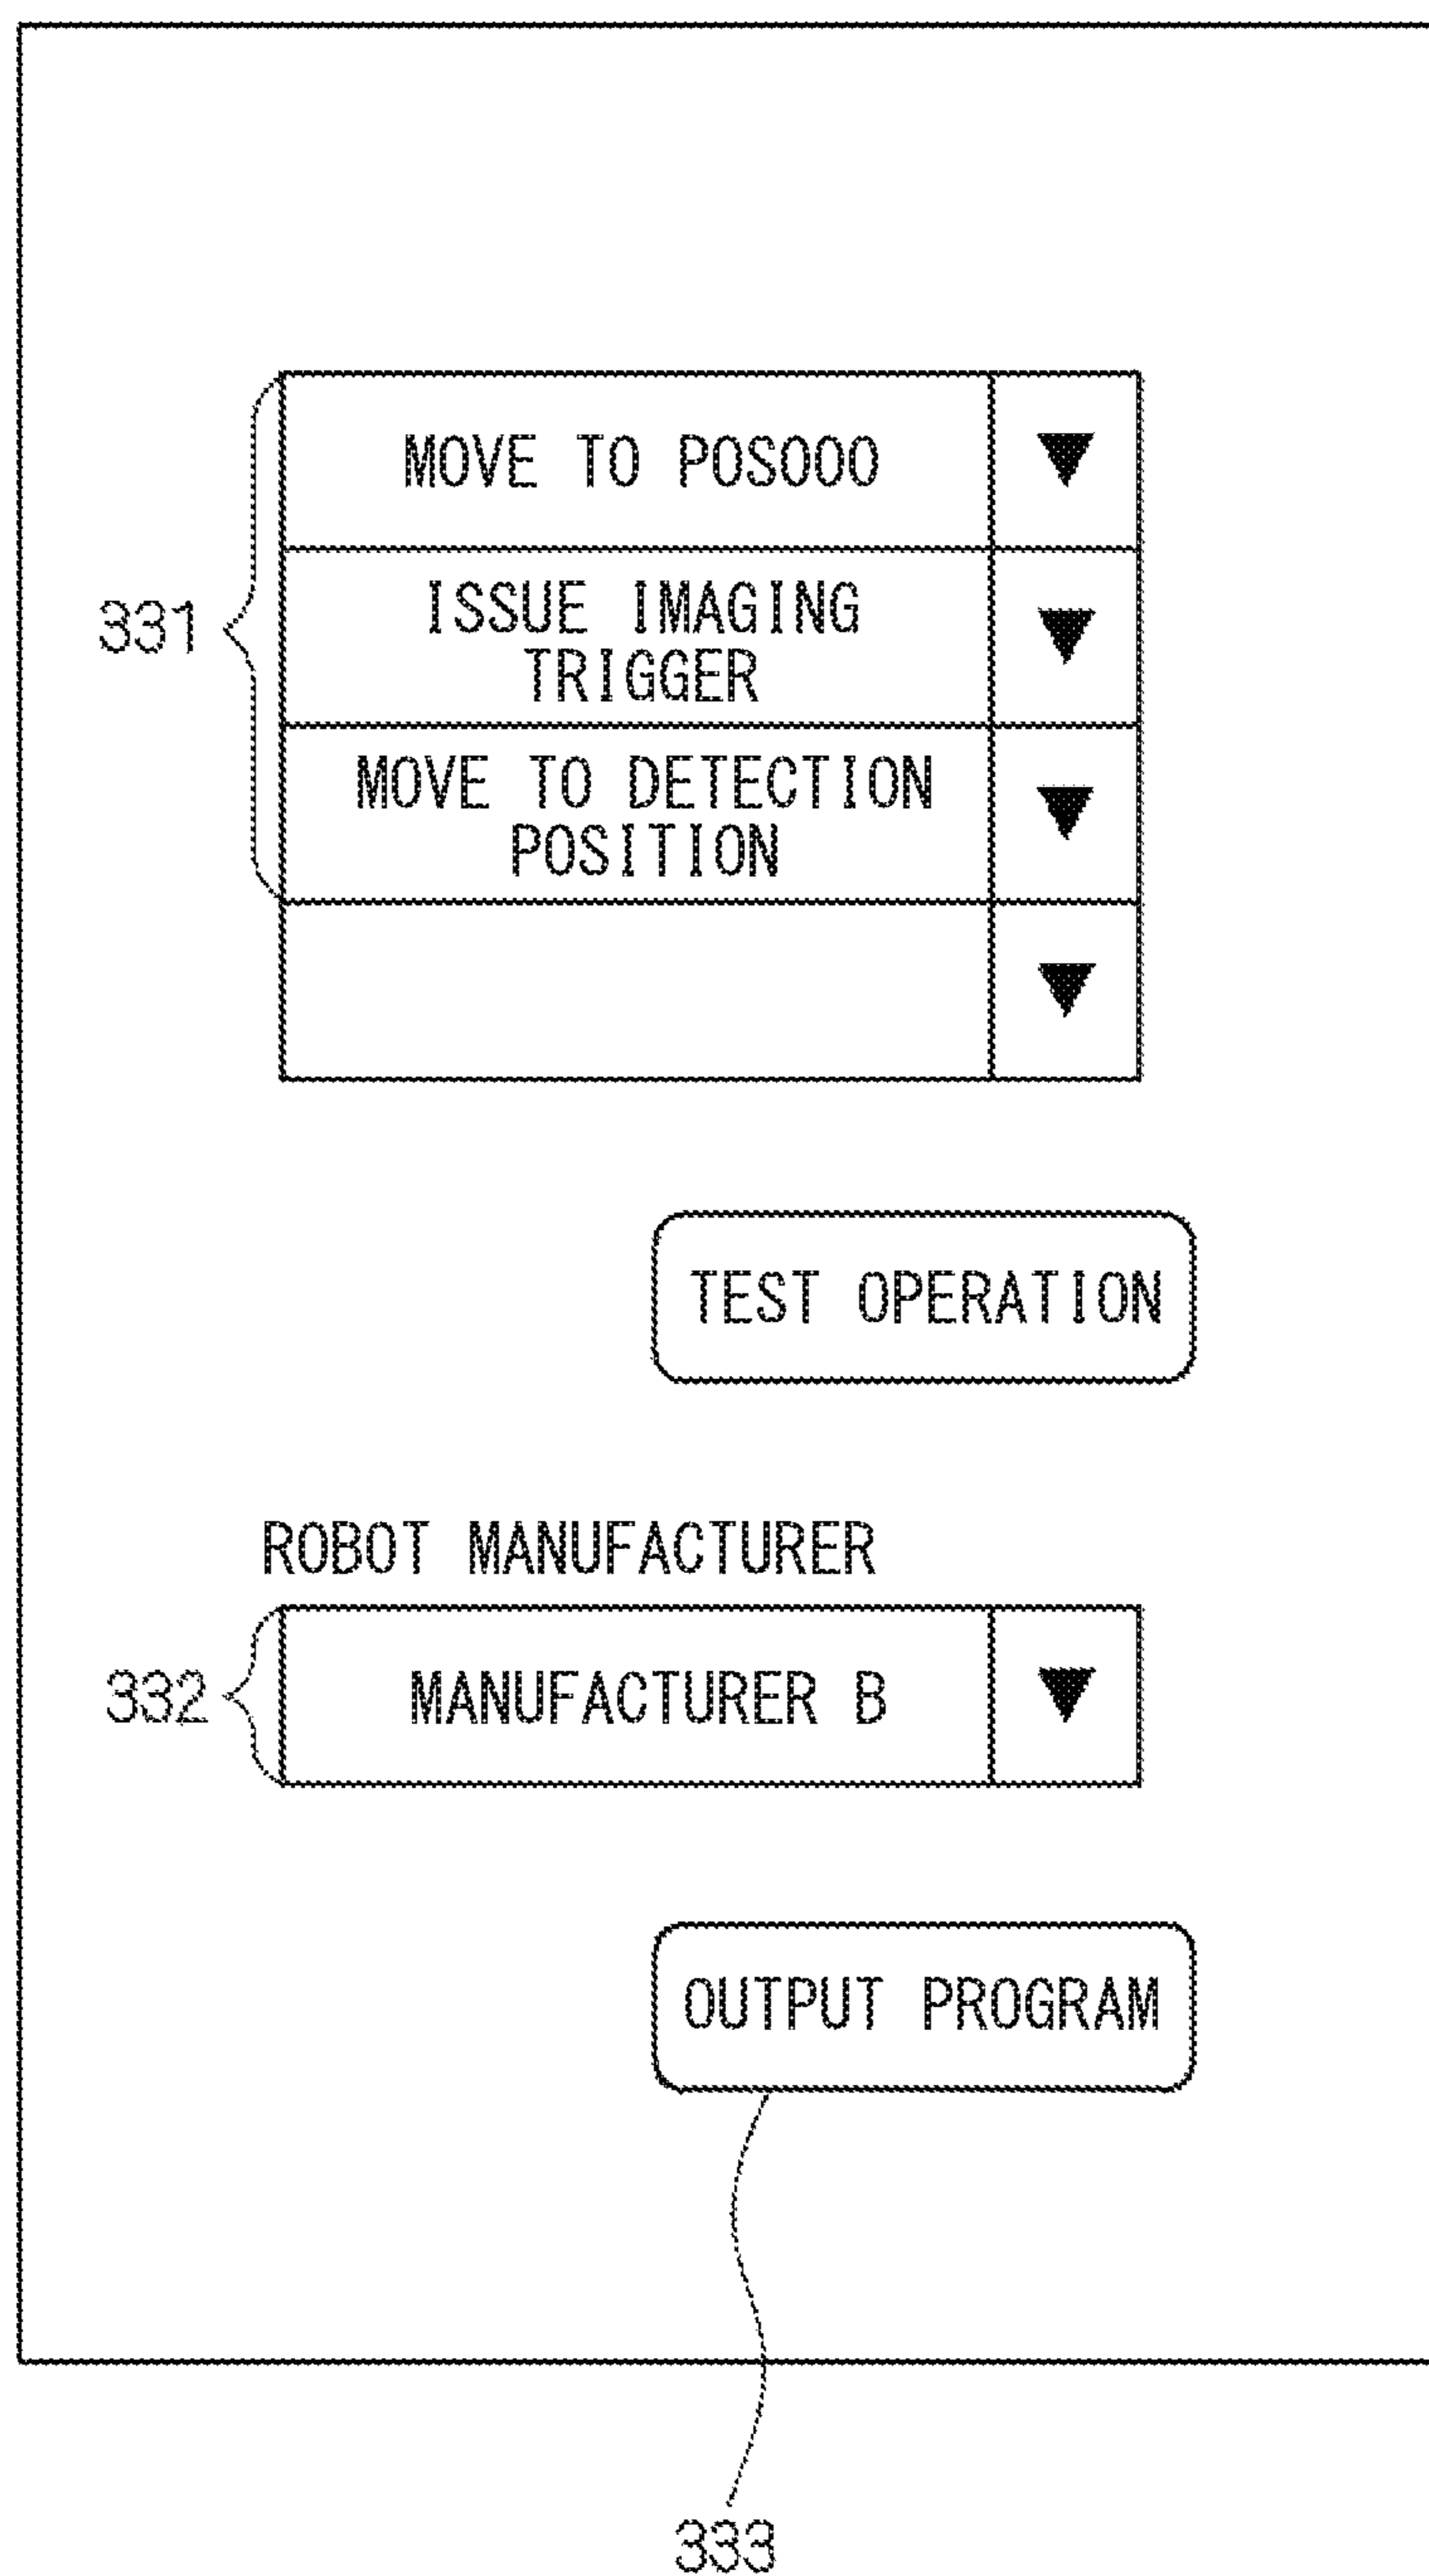 MOVE TO POS000
331
ISSUE IMAGING
TRIGGER
MOVE TO DETECTION
POSITION
TEST OPERATION
ROBOT MANUFACTURER
332
MANUFACTURER B
OUTPUT PROGRAM
333